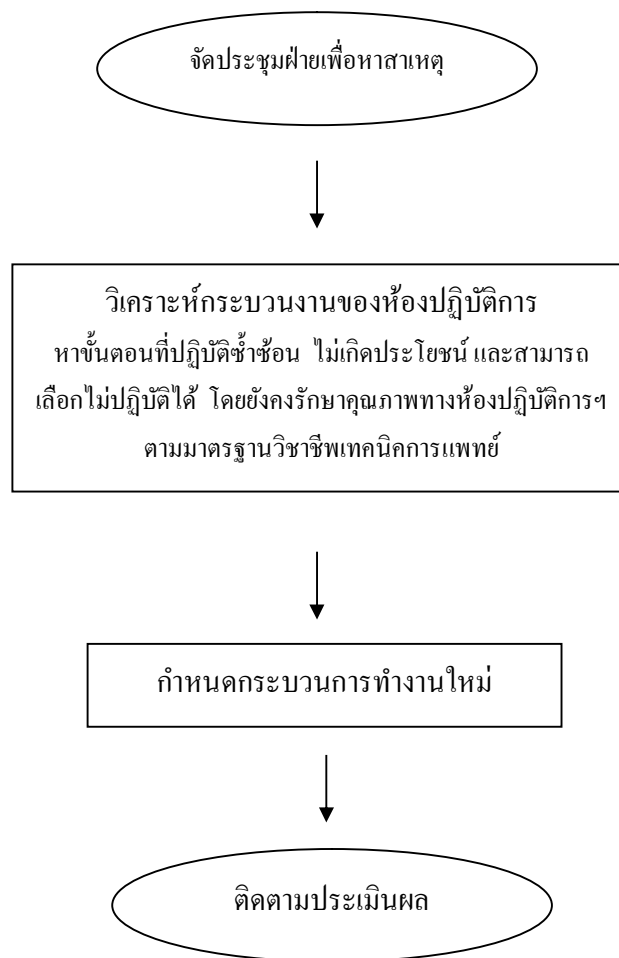 จัดประชุมฝ่ายเพื่อหาสาเหตุ
วิเคราะห์กระบวนงานของห้องปฏิบัติการ
หาขั้นตอนที่ปฏิบัติซ้ำซ้อน ไม่เกิดประโยชน์ และสามารถ
เลือกไม่ปฏิบัติได้ โดยยังคงรักษาคุณภาพทางห้องปฏิบัติการฯ
ตามมาตรฐานวิชาชีพเทคนิคการแพทย์
กำหนดกระบวนการทำงานใหม่
ติดตามประเมินผล